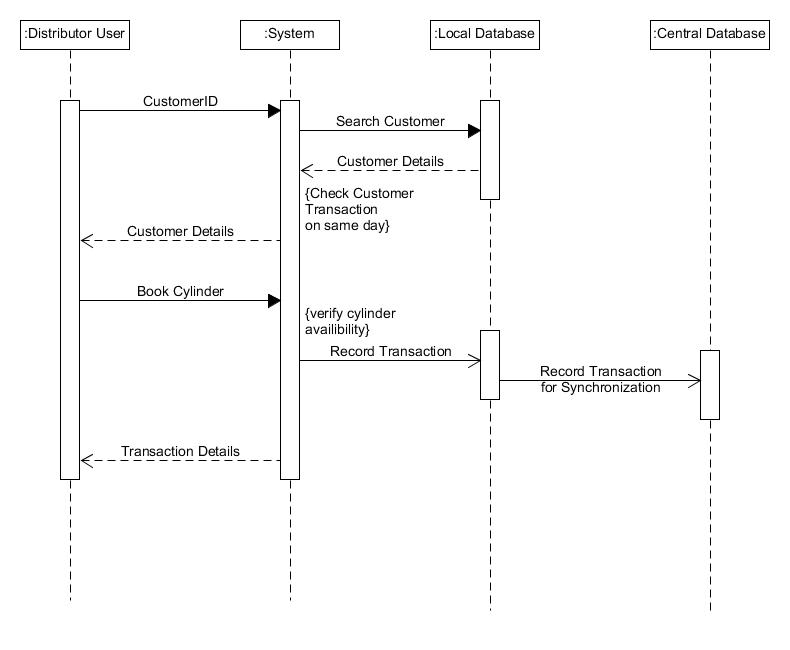 :Distributor User
:System
:Local Database
:Central Database
CustomerID
Search Customer
Customer Details
{Check Customer
Transaction
on same day}
Customer Details
Book Cylinder
{verify cylinder
availibility}
Record Transaction
Record Transaction
for Synchronization
Transaction Details